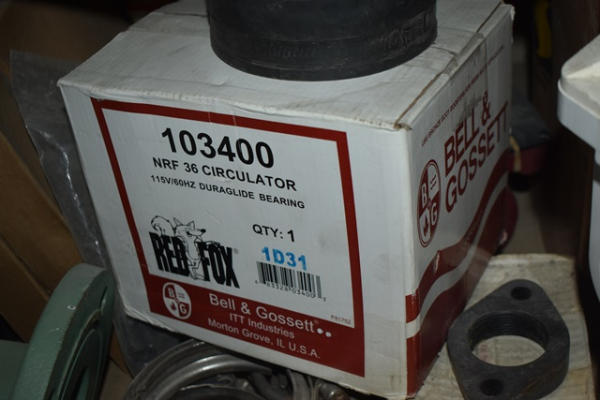 103400
NRF 36 CIRCULATOR
115V/60HZ DURAGLIDE BEARING
RED FOX
QTY: 1
1D31
B&G
Bell & Gossett
ITT Industries
Morton Grove, IL U.S.A.
BELL &
GOSSETT
B&G